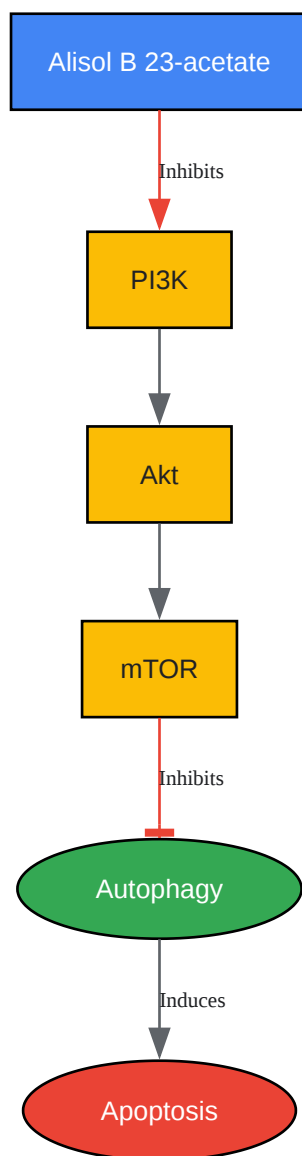 Alisol B 23-acetate
Inhibits
PI3K
Akt
mTOR
Inhibits
Autophagy
Induces
Apoptosis